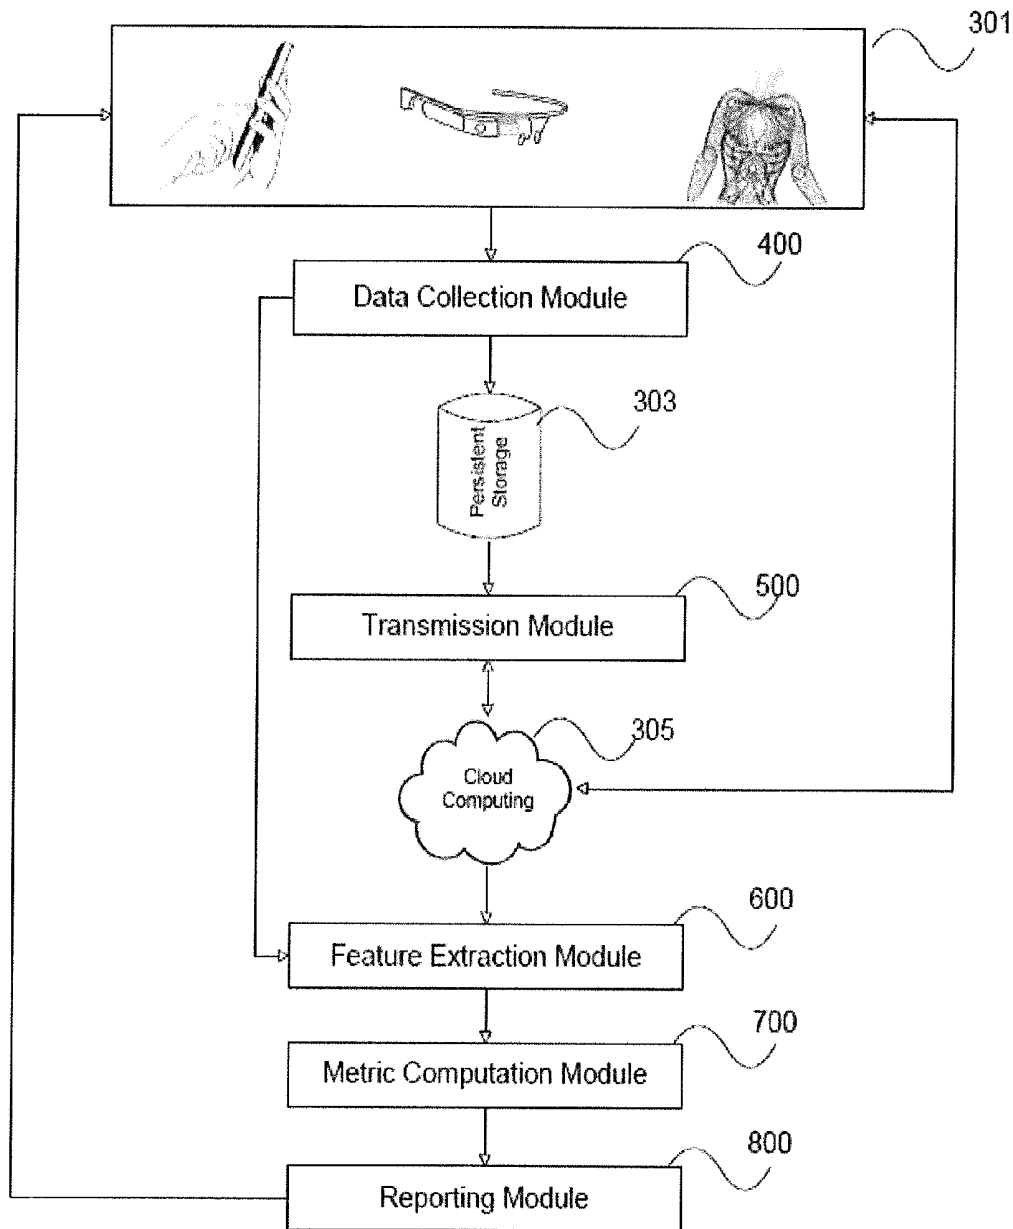 301
400
Data Collection Module
303
Persistent
Storage
500
Transmission Module
305
Cloud
Computing
600
Feature Extraction Module
700
Metric Computation Module
800
Reporting Module